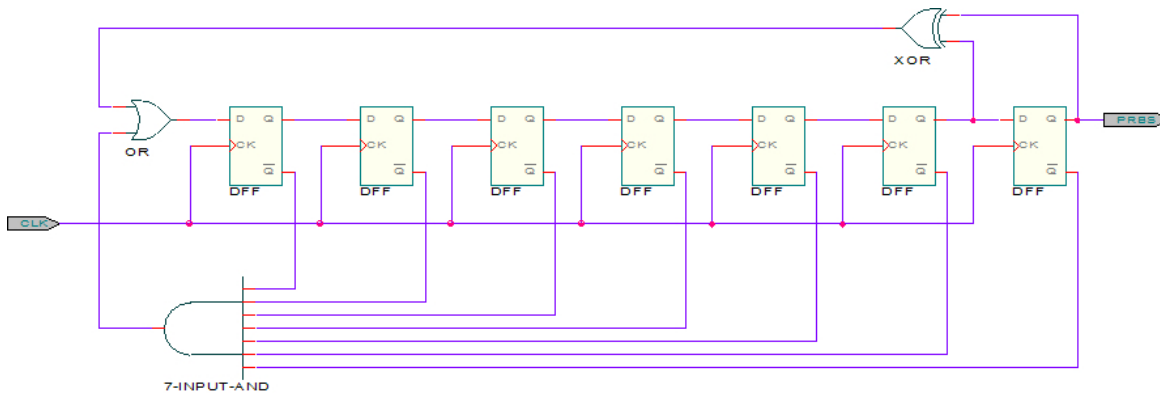 XOR
PRBS
D Q D Q D Q D Q D Q D Q D Q
OR
CK CK CK CK CK CK CK
Q Q Q Q Q Q Q
DFF DFF DFF DFF DFF DFF DFF
CLK
7-INPUT-AND